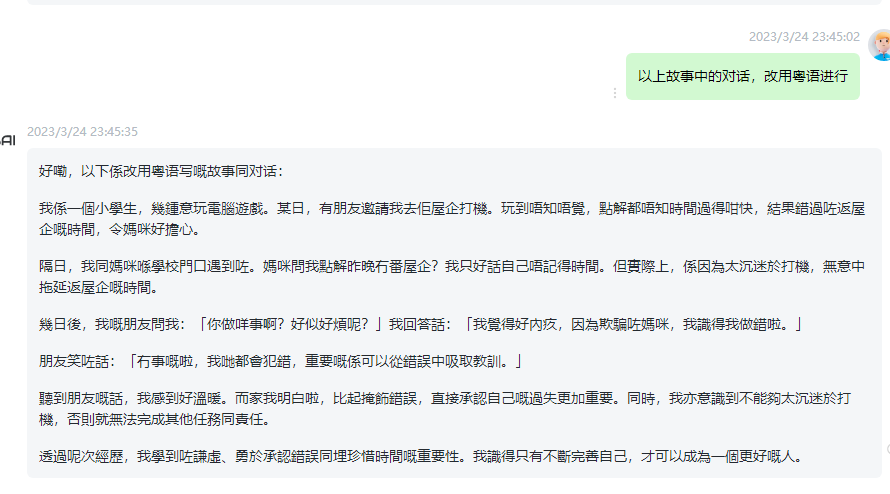 2023/3/24 23:45:02
以上故事中的对话，改用粤语进行
AI
2023/3/24 23:45:35
好嘞，以下係改用粤语写嘅故事同对话：
我係一個小學生，幾鍾意玩電腦遊戲。某日，有朋友邀請我去佢屋企打機。玩到唔知唔覺，點解都唔知時間過得咁快，結果錯過咗返屋
企嘅時間，令媽咪好擔心。
隔日，我同媽咪喺學校門口遇到咗。媽咪問我點解昨晚冇番屋企？我只好話自己唔記得時間。但實際上，係因為太沉迷於打機，無意中
拖延返屋企嘅時間。
幾日後，我嘅朋友問我：「你做咩事啊？好似好煩呢？」我回答話：「我覺得好內疚，因為欺騙咗媽咪，我識得我做錯啦。」
朋友笑咗話：「冇事嘅啦，我哋都會犯錯，重要嘅係可以從錯誤中吸取教訓。」
聽到朋友嘅話，我感到好溫暖。而家我明白啦，比起掩飾錯誤，直接承認自己嘅過失更加重要。同時，我亦意識到不能夠太沉迷於打
機，否則就無法完成其他任務同責任。
透過呢次經歷，我學到咗謙虛、勇於承認錯誤同埋珍惜時間嘅重要性。我識得只有不斷完善自己，才可以成為一個更好嘅人。